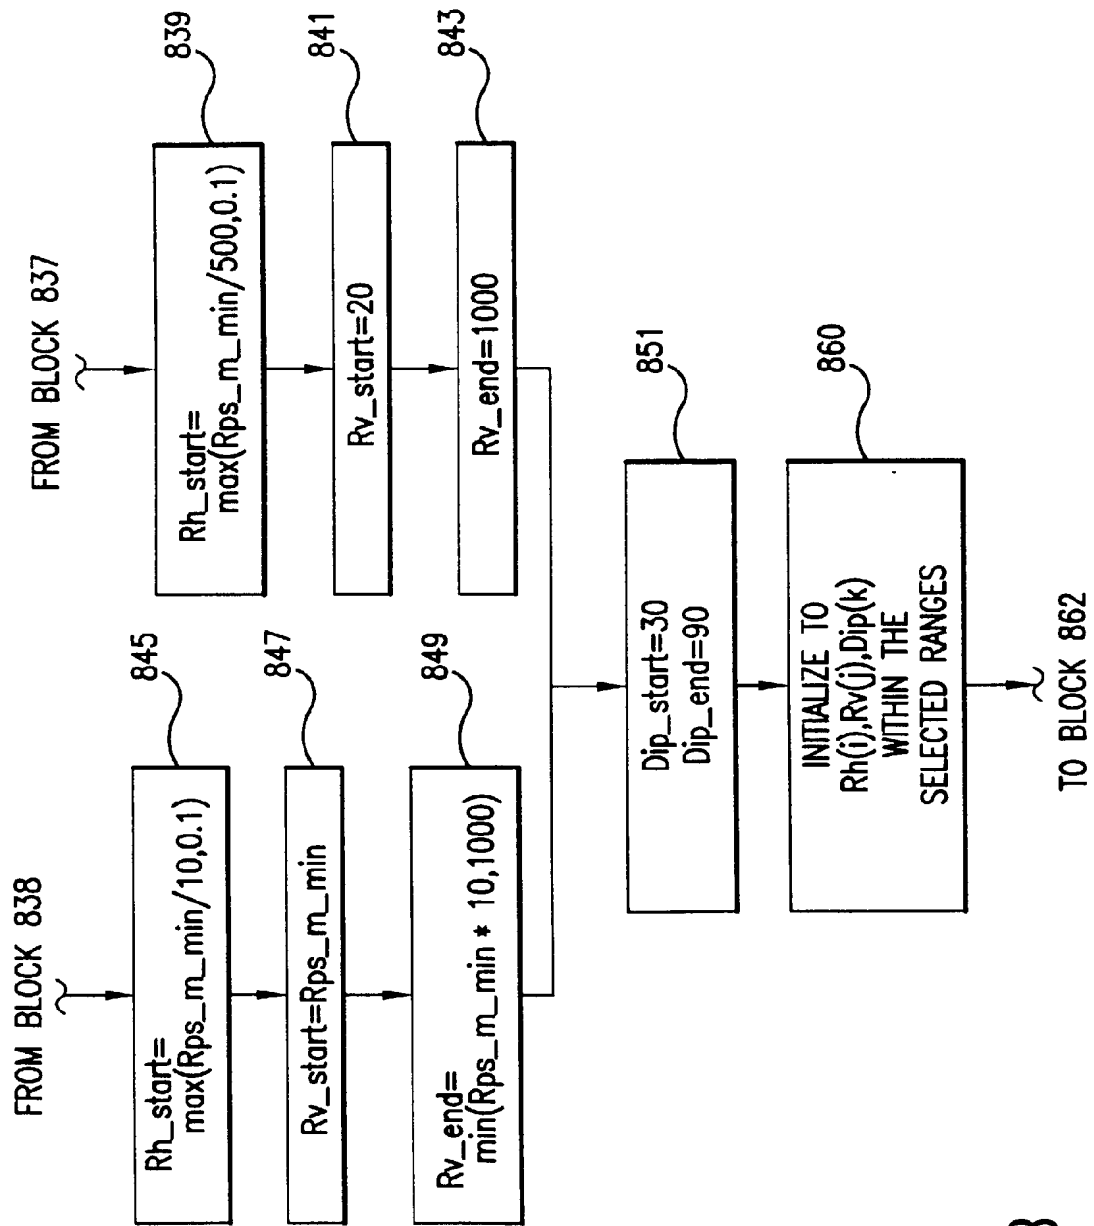 FROM BLOCK 838
Rh_start=
max(Rps_m_min/10,0.1)
845
Rv_start=Rps_m_min
847
Rv_end=
min(Rps_m_min * 10,1000)
849
FROM BLOCK 837
Rh_start=
max(Rps_m_min/500,0.1)
839
Rv_start=20
841
Rv_end=1000
843
Dip_start=30
Dip_end=90
851
INITIALIZE TO
Rh(i),Rv(j),Dip(k)
WITHIN THE
SELECTED RANGES
860
TO BLOCK 862